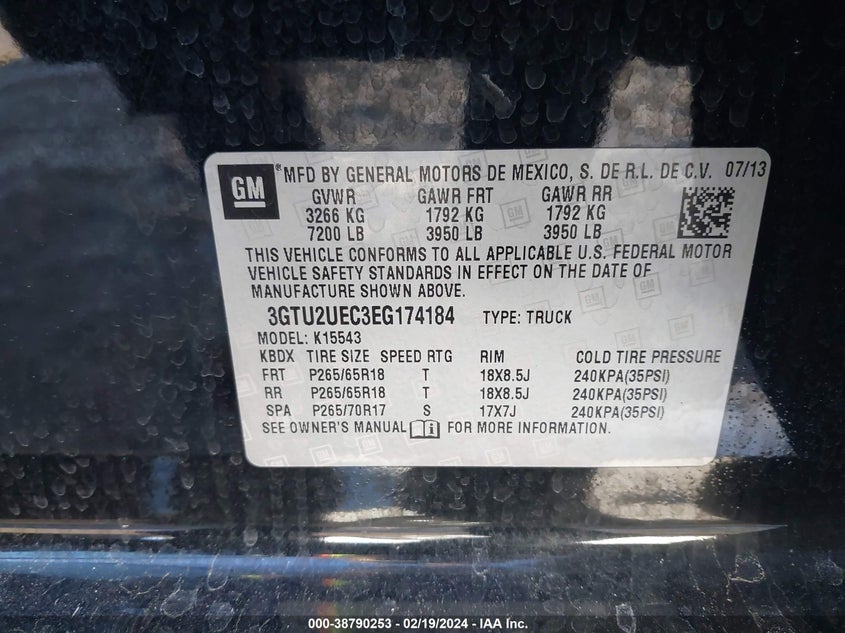 GM ® MFD BY GENERAL MOTORS DE MEXICO, S. DE R.L. DE C.V. 07/13
GVWR GAWR FRT GAWR RR
3266 KG 1792 KG 1792 KG
7200 LB 3950 LB 3950 LB
THIS VEHICLE CONFORMS TO ALL APPLICABLE U.S. FEDERAL MOTOR
VEHICLE SAFETY STANDARDS IN EFFECT ON THE DATE OF
MANUFACTURE SHOWN ABOVE.
3GTU2UEC3EG174184 TYPE: TRUCK
MODEL: K15543
KBDX TIRE SIZE SPEED RTG RIM COLD TIRE PRESSURE
FRT P265/65R18 T 18X8.5J 240KPA(35PSI)
RR P265/65R18 T 18X8.5J 240KPA(35PSI)
SPA P265/70R17 S 17X7J 240KPA(35PSI)
SEE OWNER'S MANUAL FOR MORE INFORMATION.
000-38790253 - 02/19/2024 - IAA Inc.